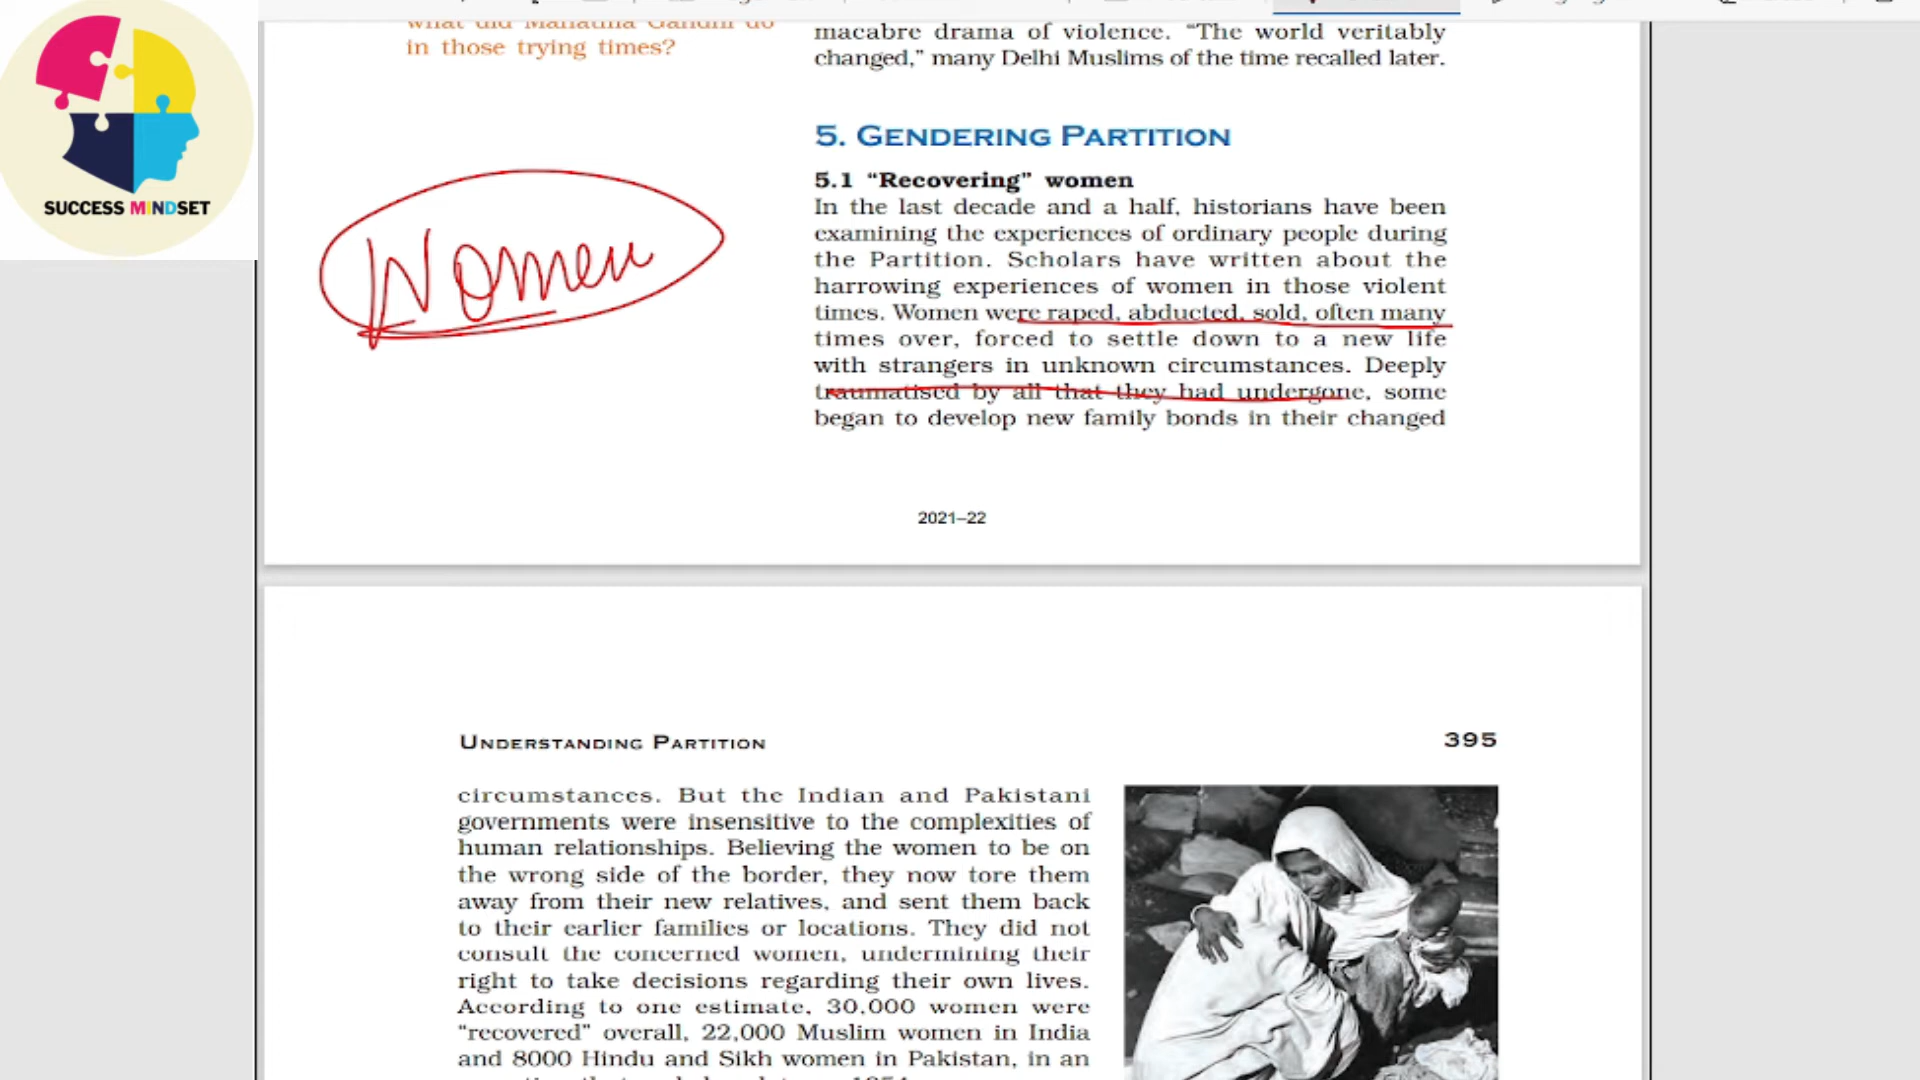 what did Mahatma Gandhi do
in those trying times?
macabre drama of violence. “The world veritably
changed,” many Delhi Muslims of the time recalled later.
SUCCESS MINDSET
5. GENDERING PARTITION
5.1 “Recovering” women
In the last decade and a half, historians have been
examining the experiences of ordinary people during
the Partition. Scholars have written about the
harrowing experiences of women in those violent
times. Women were raped, abducted, sold, often many
times over, forced to settle down to a new life
with strangers in unknown circumstances. Deeply
traumatised by all that they had undergone, some
began to develop new family bonds in their changed
Women
2021–22
UNDERSTANDING PARTITION
395
circumstances. But the Indian and Pakistani
governments were insensitive to the complexities of
human relationships. Believing the women to be on
the wrong side of the border, they now tore them
away from their new relatives, and sent them back
to their earlier families or locations. They did not
consult the concerned women, undermining their
right to take decisions regarding their own lives.
According to one estimate, 30,000 women were
“recovered” overall, 22,000 Muslim women in India
and 8000 Hindu and Sikh women in Pakistan, in an